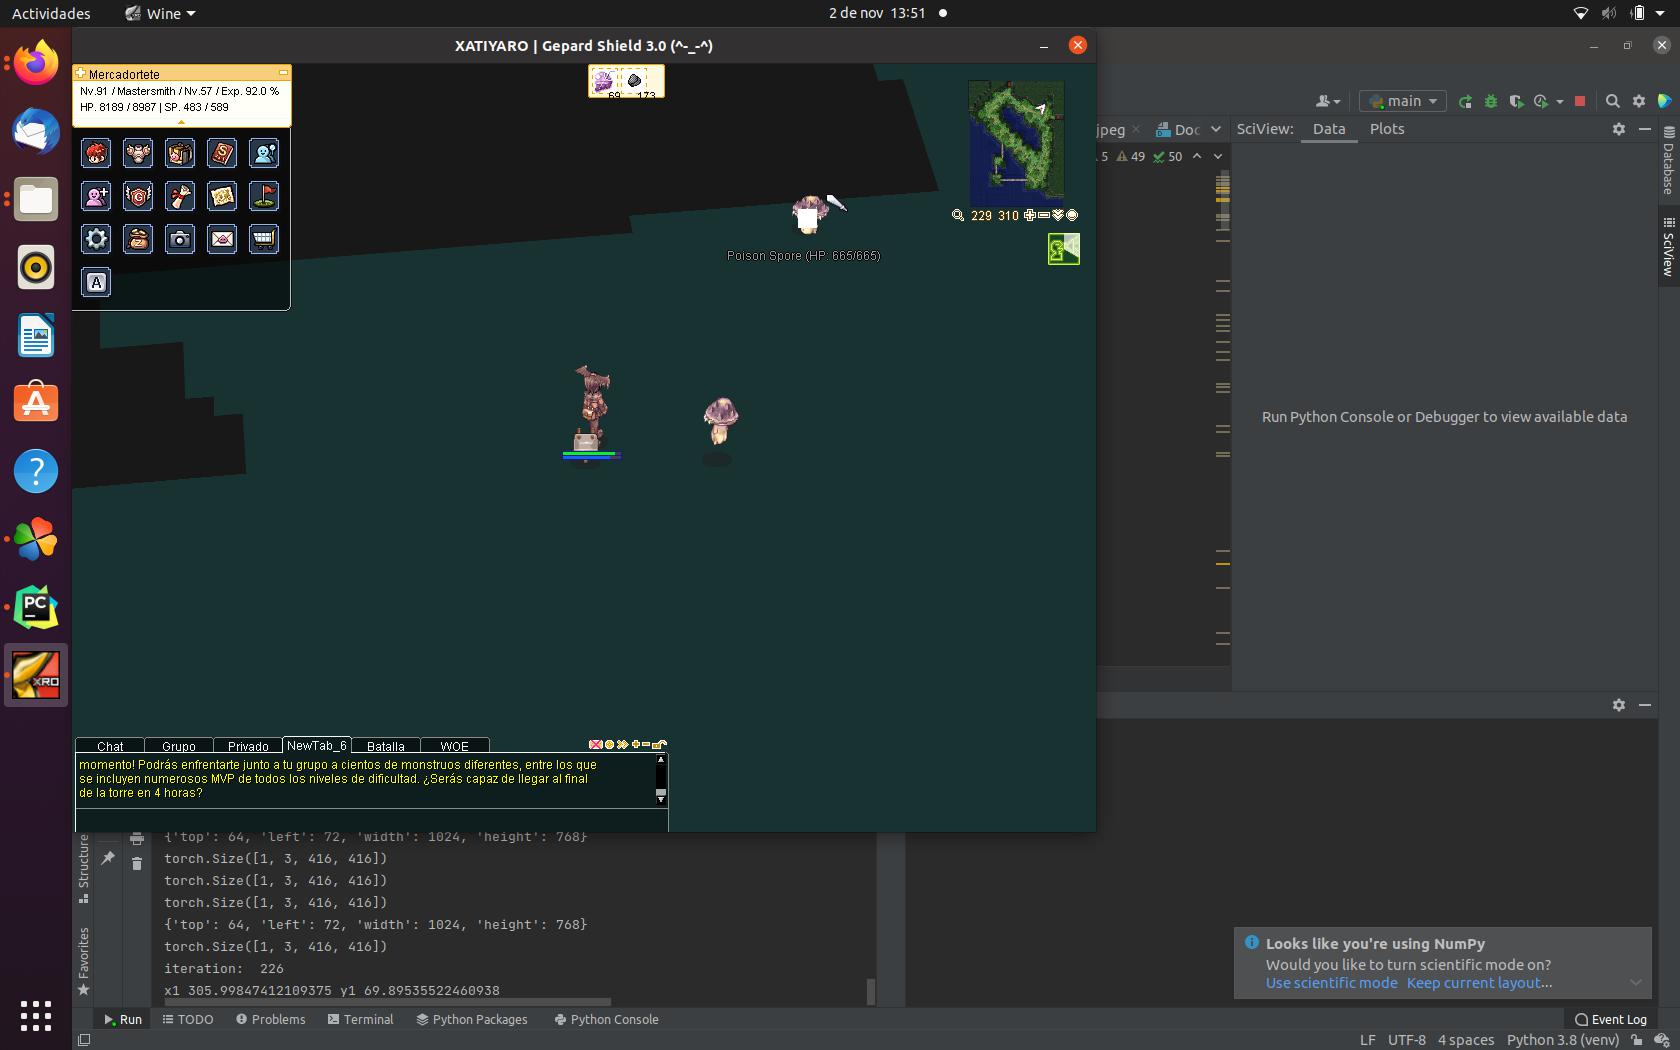 Actividades
Wine
2 de nov 13:51
XATIYARO | Gepard Shield 3.0 (^-_-^)
Mercadortete
Nv.91 / Mastersmith / Nv.57 / Exp. 92.0 %
HP. 8189 / 8987 | SP. 483 / 589
69
173
A
229 310
Poison Spore (HP: 665/665)
main
jpeg
Doc
SciView:
Data
Plots
5
49
50
Database
SciView
Run Python Console or Debugger to view available data
PC
XRO
Chat
Grupo
Privado
NewTab_6
Batalla
WOE
momento! Podrás enfrentarte junto a tu grupo a cientos de monstruos diferentes, entre los que
se incluyen numerosos MVP de todos los niveles de dificultad. ¿Serás capaz de llegar al final
de la torre en 4 horas?
{'top': 64, 'left': 72, 'width': 1024, 'height': 768}
torch.Size([1, 3, 416, 416])
torch.Size([1, 3, 416, 416])
torch.Size([1, 3, 416, 416])
{'top': 64, 'left': 72, 'width': 1024, 'height': 768}
torch.Size([1, 3, 416, 416])
iteration:  226
x1 305.99847412109375 y1 69.89535522460938
Structure
Favorites
Looks like you're using NumPy
Would you like to turn scientific mode on?
Use scientific mode Keep current layout...
Run
TODO
Problems
Terminal
Python Packages
Python Console
Event Log
LF UTF-8 4 spaces Python 3.8 (venv)